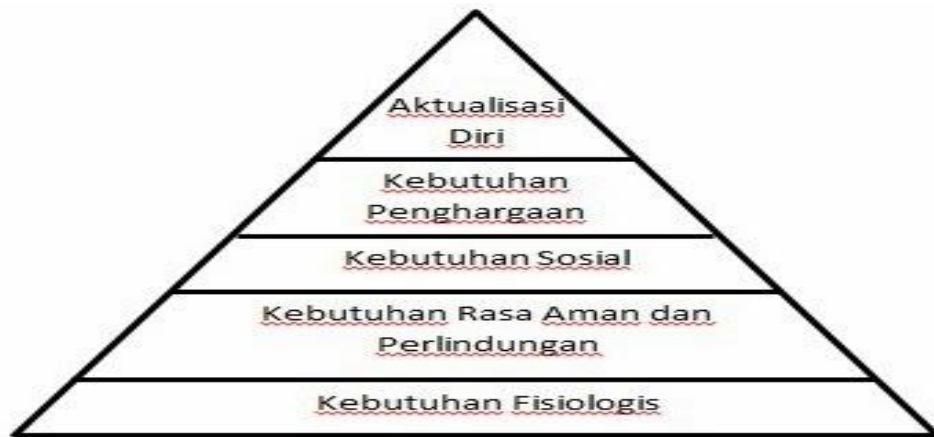 Aktualisasi
Diri
Kebutuhan
Penghargaan
Kebutuhan Sosial
Kebutuhan Rasa Aman dan
Perlindungan
Kebutuhan Fisiologis